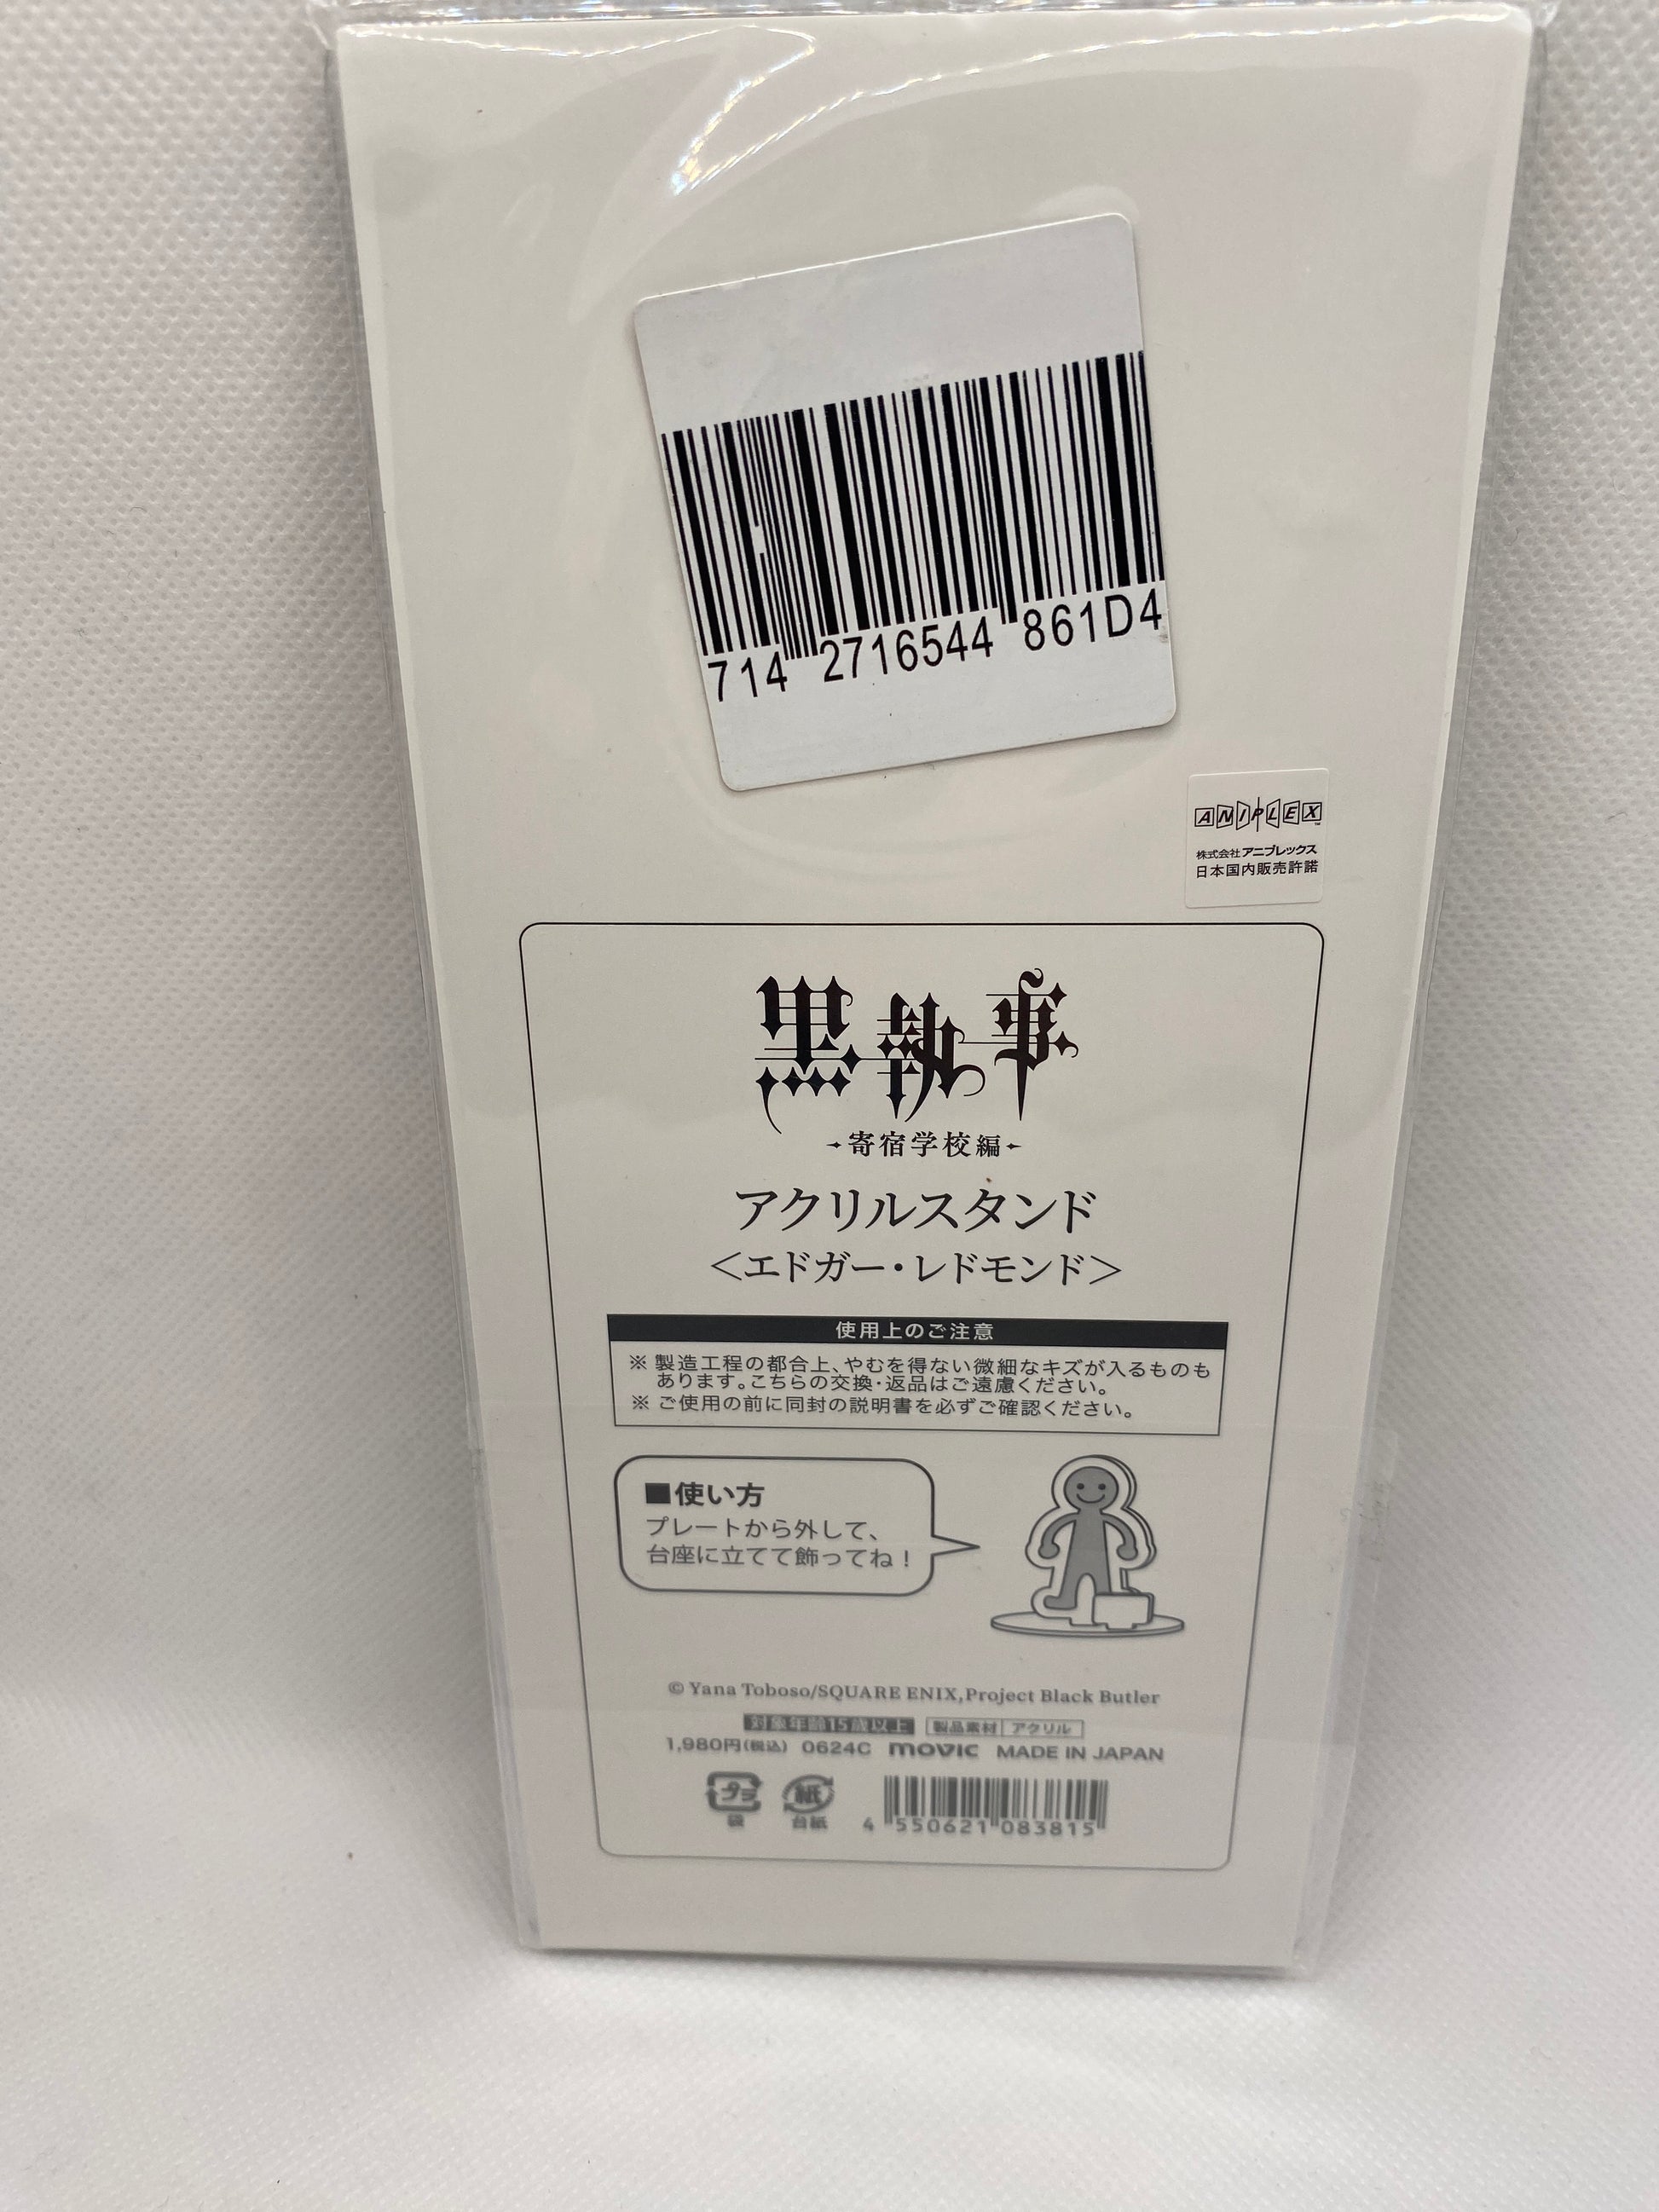 714 2716544 861D4
ANIPLEX
株式会社アニプレックス
日本国内販売許諾
黒執事
寄宿学校編
アクリルスタンド
<エドガー・レドモンド>
使用上のご注意
※ 製造工程の都合上、やむを得ない微細なキズが入るものも
あります。こちらの交換・返品はご遠慮ください。
※ ご使用の前に同封の説明書を必ずご確認ください。
■使い方
プレートから外して、
台座に立てて飾ってね！
© Yana Toboso/SQUARE ENIX,Project Black Butler
対象年齢15歳以上 製品素材 アクリル
1,980円(税込) 0624C movic MADE IN JAPAN
プラ 紙
袋 台紙 4 550621 083815